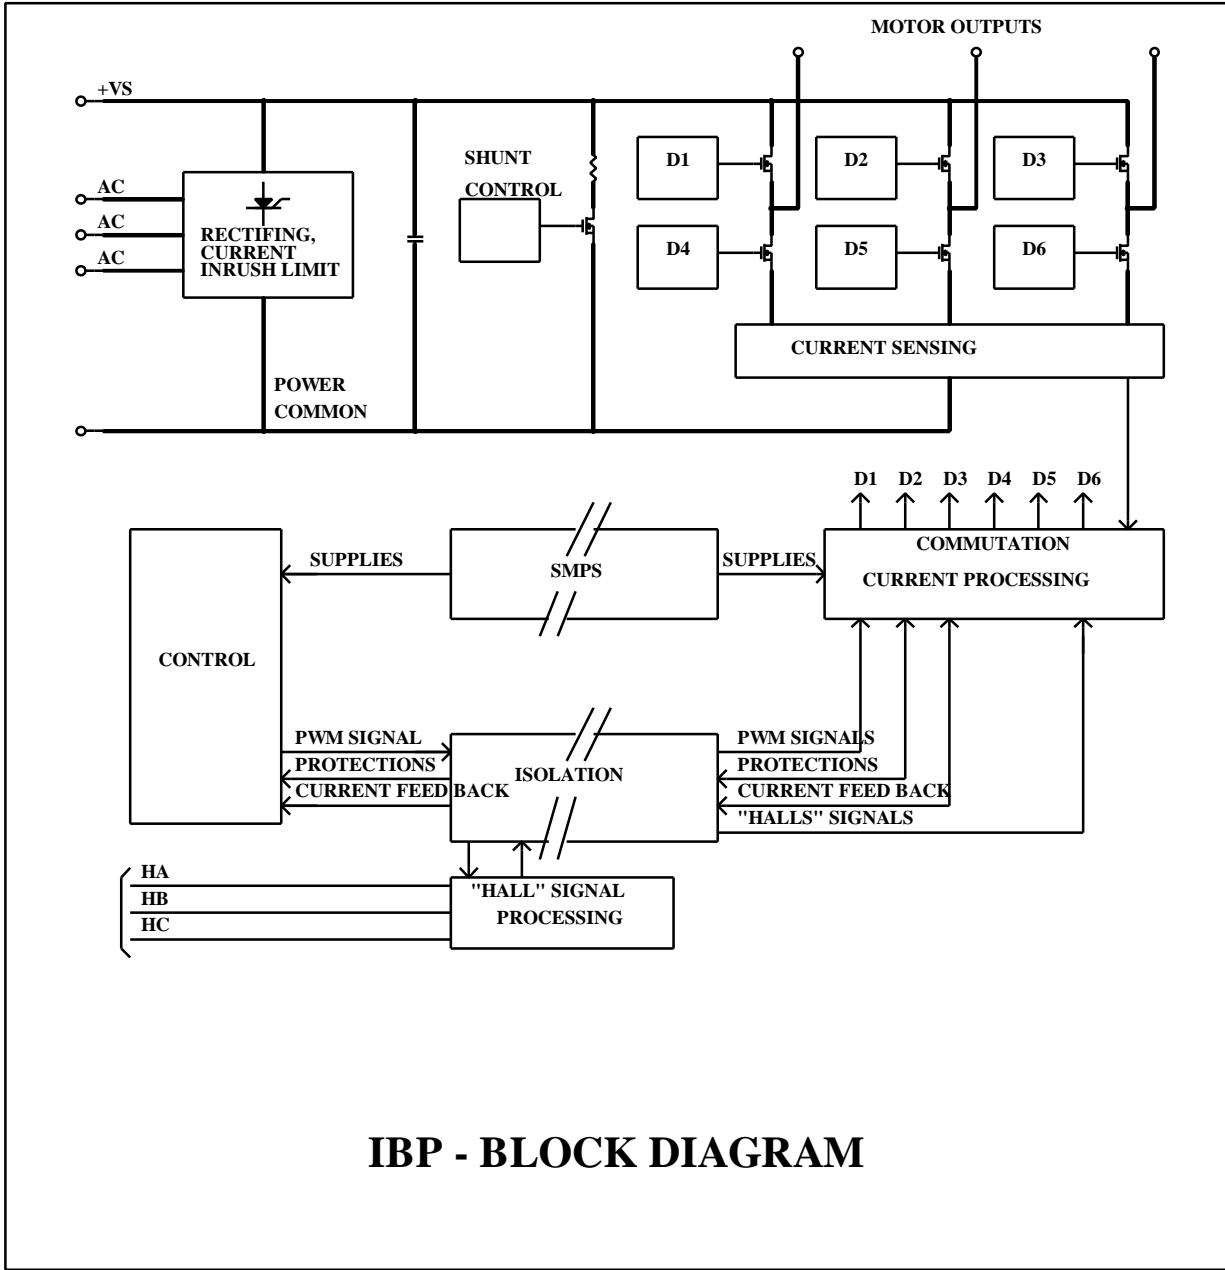 MOTOR OUTPUTS
+VS
SHUNT
CONTROL
D1
D2
D3
AC
AC
AC
RECTIFING,
CURRENT
INRUSH LIMIT
D4
D5
D6
CURRENT SENSING
POWER
COMMON
D1 D2 D3 D4 D5 D6
COMMUTATION
CURRENT PROCESSING
SUPPLIES
SMPS
SUPPLIES
CONTROL
PWM SIGNAL
PROTECTIONS
CURRENT FEED BACK
ISOLATION
PWM SIGNALS
PROTECTIONS
CURRENT FEED BACK
"HALLS" SIGNALS
HA
HB
HC
"HALL" SIGNAL
PROCESSING
IBP - BLOCK DIAGRAM